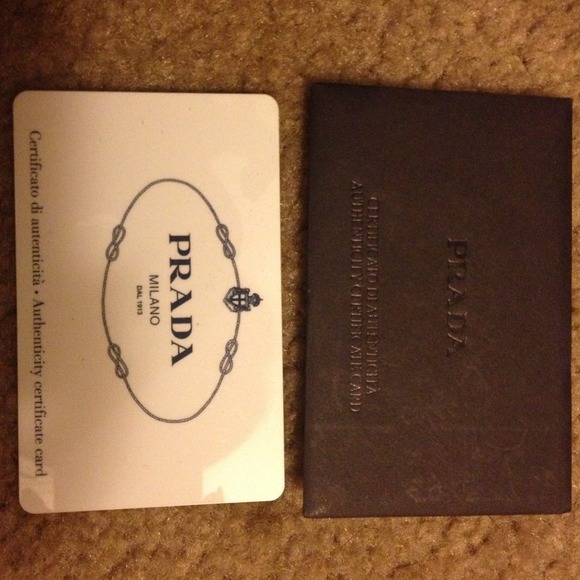 PRADA
MILANO
DAL 1913
Certificato di autenticità • Authenticity certificate card
PRADA
CERTIFICATO DI AUTENTICITÀ
AUTHENTICITY CERTIFICATE CARD